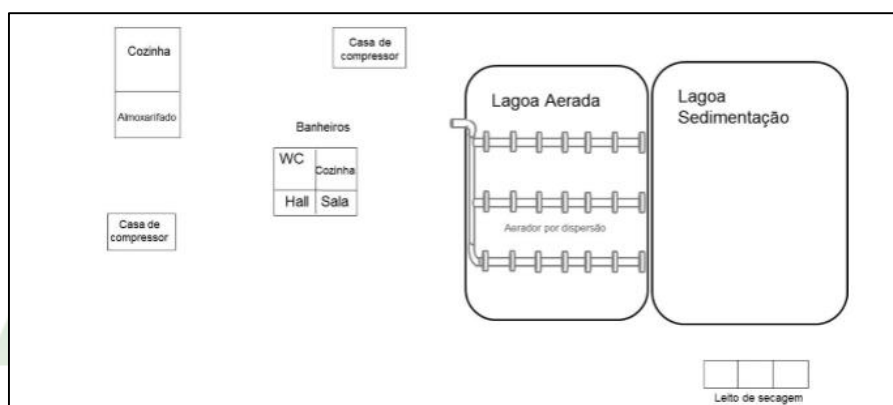 Cozinha
Almoxarifado
Casa de
compressor
Banheiros
WC
Cozinha
Hall
Sala
Casa de
compressor
Lagoa Aerada
Aerador por dispersão
Lagoa
Sedimentação
Leito de secagem